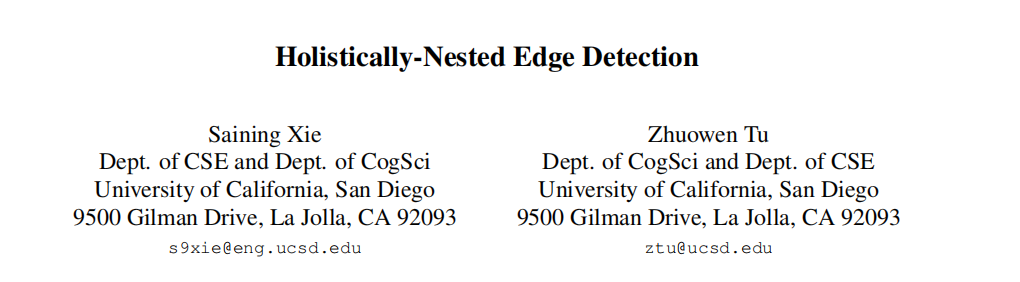 Holistically-Nested Edge Detection
Saining Xie
Dept. of CSE and Dept. of CogSci
University of California, San Diego
9500 Gilman Drive, La Jolla, CA 92093
s9xie@eng.ucsd.edu
Zhuowen Tu
Dept. of CogSci and Dept. of CSE
University of California, San Diego
9500 Gilman Drive, La Jolla, CA 92093
ztu@ucsd.edu